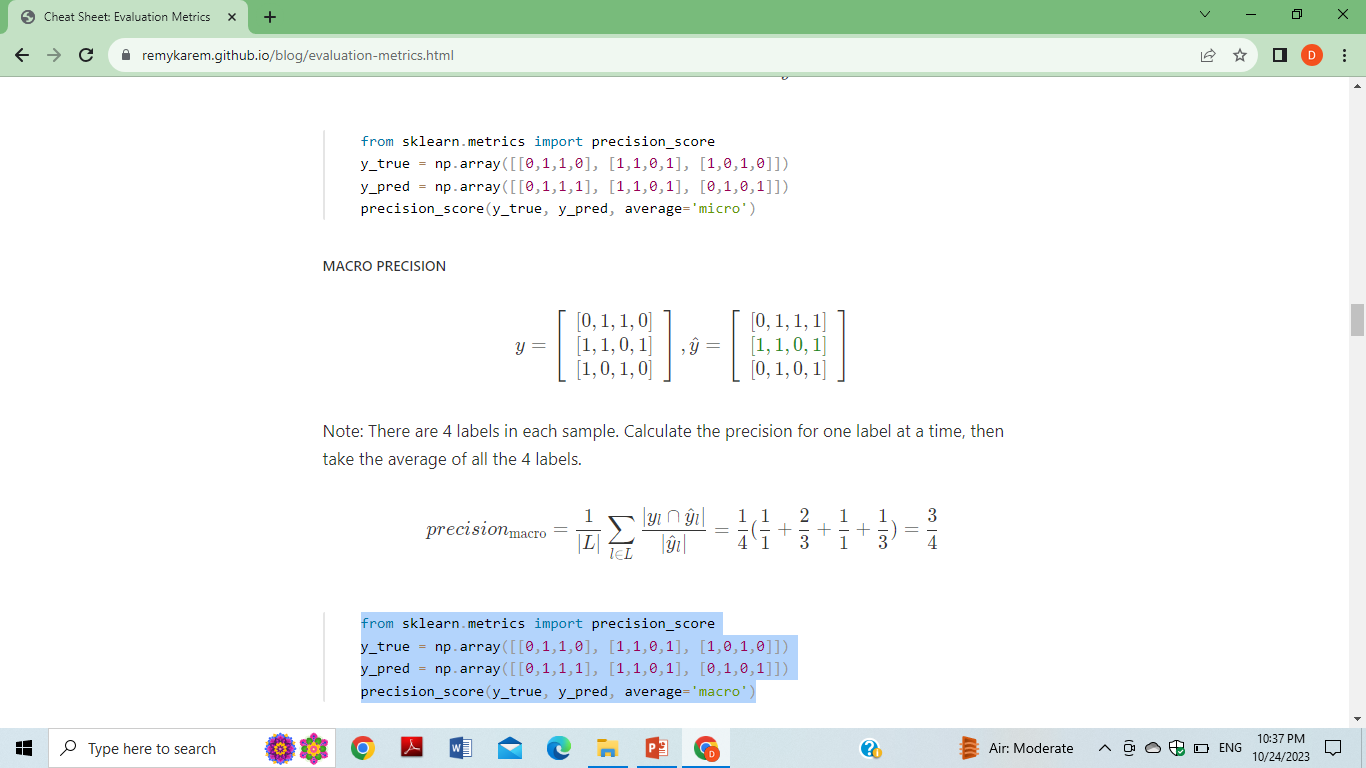 Cheat Sheet: Evaluation Metrics
remykarem.github.io/blog/evaluation-metrics.html
D
from sklearn.metrics import precision_score
y_true = np.array([[0,1,1,0], [1,1,0,1], [1,0,1,0]])
y_pred = np.array([[0,1,1,1], [1,1,0,1], [0,1,0,1]])
precision_score(y_true, y_pred, average='micro')
MACRO PRECISION
y = [ [0, 1, 1, 0] [1, 1, 0, 1] [1, 0, 1, 0] ] , ŷ = [ [0, 1, 1, 1] [1, 1, 0, 1] [0, 1, 0, 1] ]
Note: There are 4 labels in each sample. Calculate the precision for one label at a time, then
take the average of all the 4 labels.
precision_macro = 1/|L| ∑_{l∈L} |y_l ∩ ŷ_l|/|ŷ_l| = 1/4(1/1 + 2/3 + 1/1 + 1/3) = 3/4
from sklearn.metrics import precision_score
y_true = np.array([[0,1,1,0], [1,1,0,1], [1,0,1,0]])
y_pred = np.array([[0,1,1,1], [1,1,0,1], [0,1,0,1]])
precision_score(y_true, y_pred, average='macro')
Type here to search
Air: Moderate
ENG
10:37 PM
10/24/2023